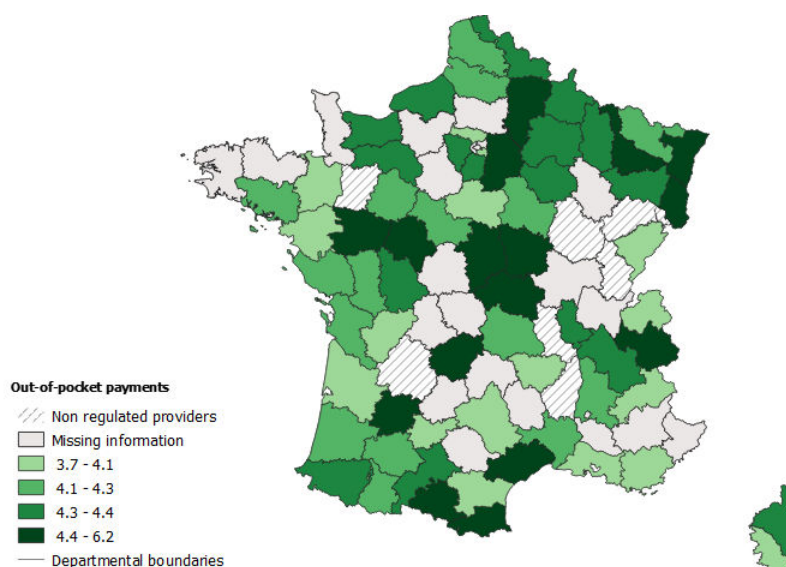 Out-of-pocket payments
Non regulated providers
Missing information
3.7 - 4.1
4.1 - 4.3
4.3 - 4.4
4.4 - 6.2
Departmental boundaries